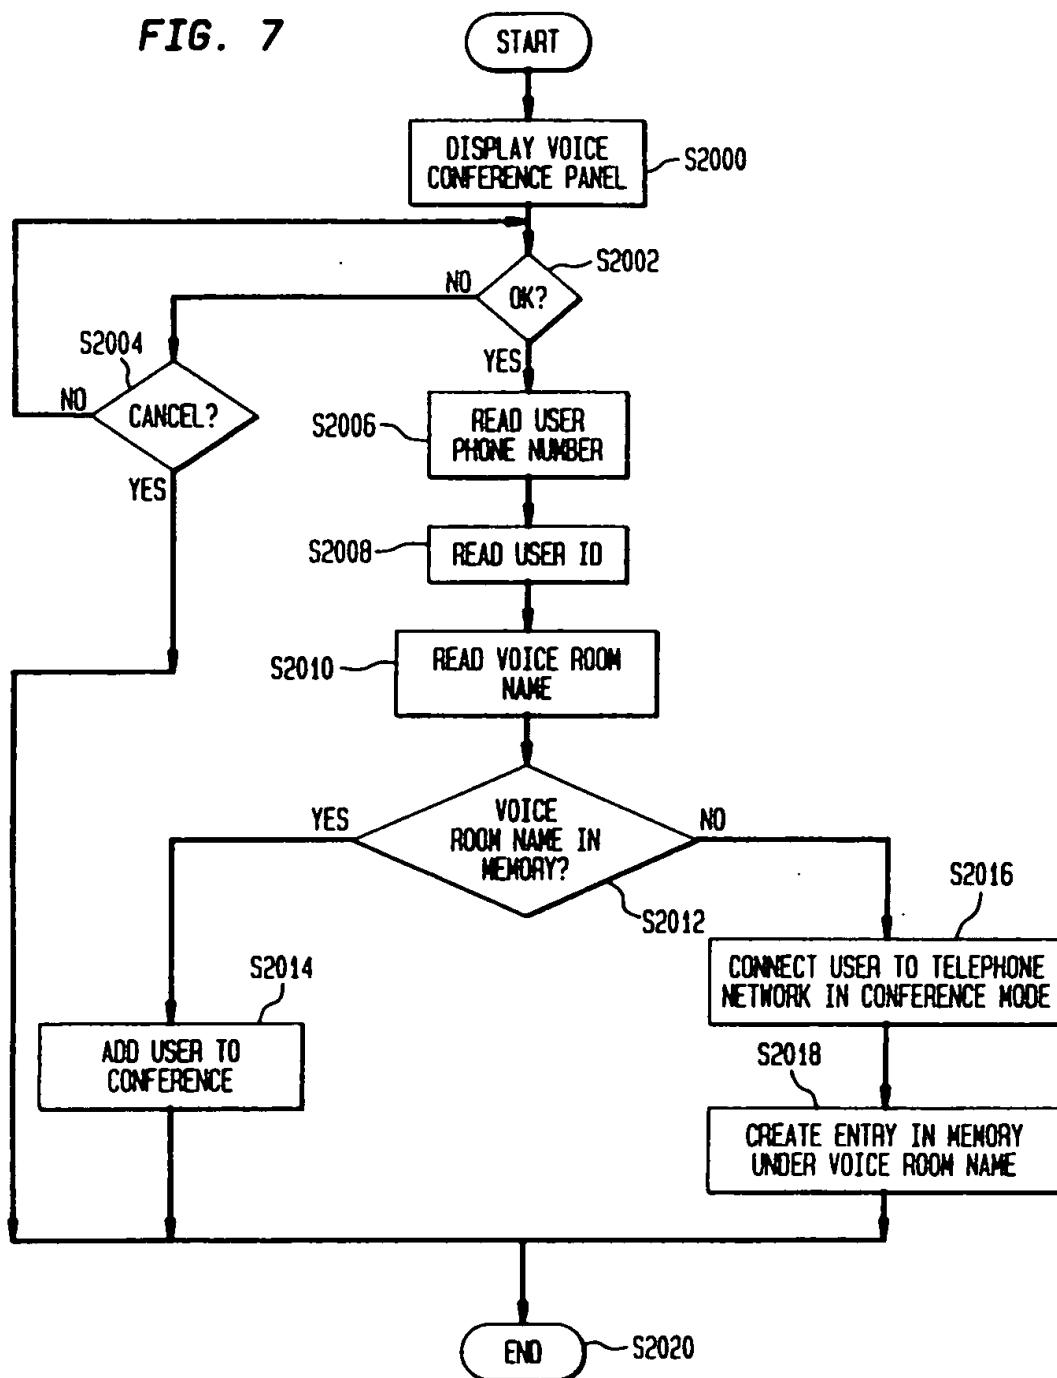 FIG. 7
START
DISPLAY VOICE
CONFERENCE PANEL
S2000
S2002
OK?
NO
YES
S2004
CANCEL?
NO
YES
S2006
READ USER
PHONE NUMBER
S2008
READ USER ID
S2010
READ VOICE ROOM
NAME
VOICE
ROOM NAME IN
MEMORY?
YES
NO
S2012
S2014
ADD USER TO
CONFERENCE
S2016
CONNECT USER TO TELEPHONE
NETWORK IN CONFERENCE MODE
S2018
CREATE ENTRY IN MEMORY
UNDER VOICE ROOM NAME
END
S2020